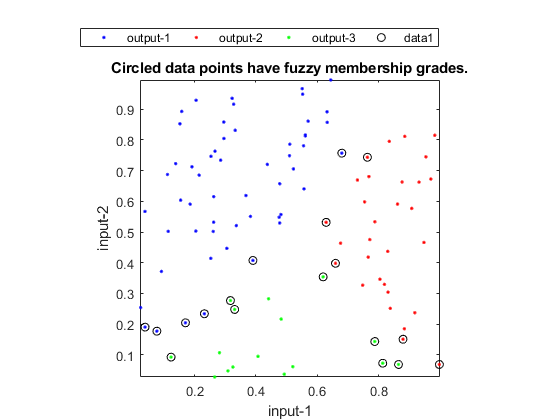 output-1 output-2 output-3 data1
Circled data points have fuzzy membership grades.
0.9
0.8
0.7
0.6
0.5
0.4
0.3
0.2
0.1
input-2
0.2 0.4 0.6 0.8
input-1